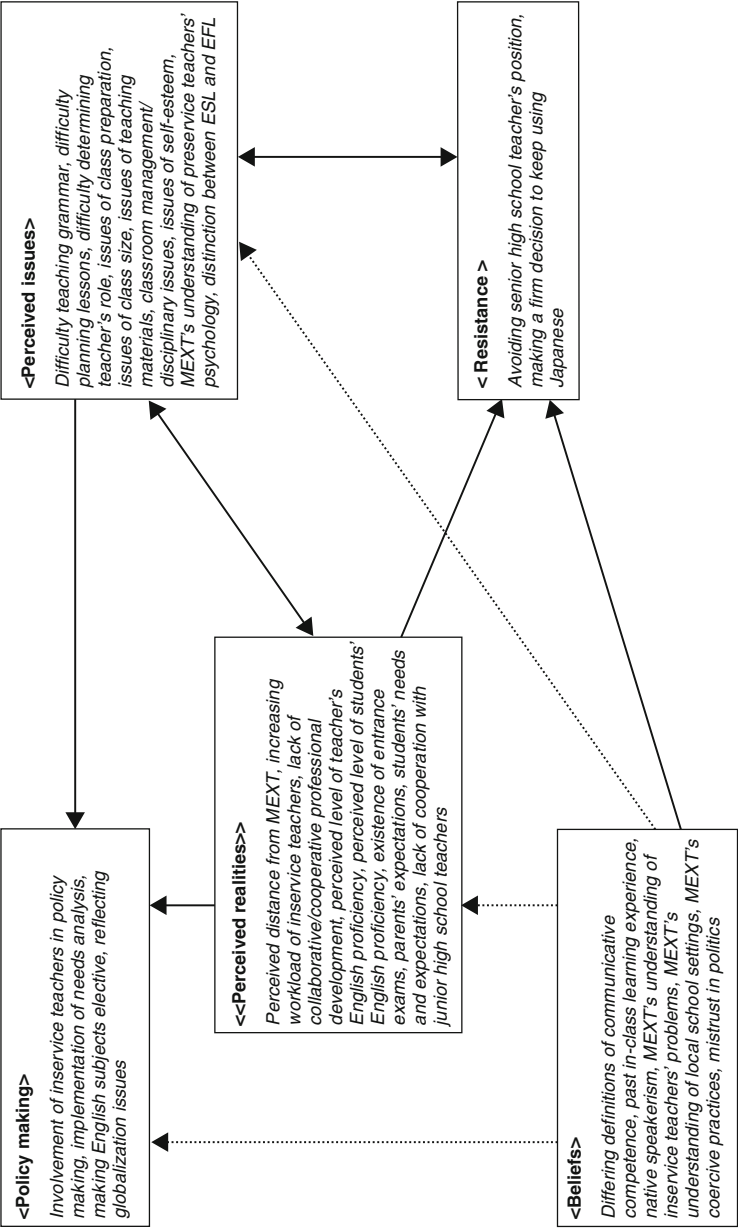 <Policy making>
Involvement of inservice teachers in policy
making, implementation of needs analysis,
making English subjects elective, reflecting
globalization issues
<Perceived issues>
Difficulty teaching grammar, difficulty
planning lessons, difficulty determining
teacher's role, issues of class preparation,
issues of class size, issues of teaching
materials, classroom management/
disciplinary issues, issues of self-esteem,
MEXT's understanding of preservice teachers'
psychology, distinction between ESL and EFL
<<Perceived realities>>
Perceived distance from MEXT, increasing
workload of inservice teachers, lack of
collaborative/cooperative professional
development, perceived level of teacher's
English proficiency, perceived level of students'
English proficiency, existence of entrance
exams, parents' expectations, students' needs
and expectations, lack of cooperation with
junior high school teachers
<Beliefs>
Differing definitions of communicative
competence, past in-class learning experience,
native speakerism, MEXT's understanding of
inservice teachers' problems, MEXT's
understanding of local school settings, MEXT's
coercive practices, mistrust in politics
< Resistance >
Avoiding senior high school teacher's position,
making a firm decision to keep using
Japanese